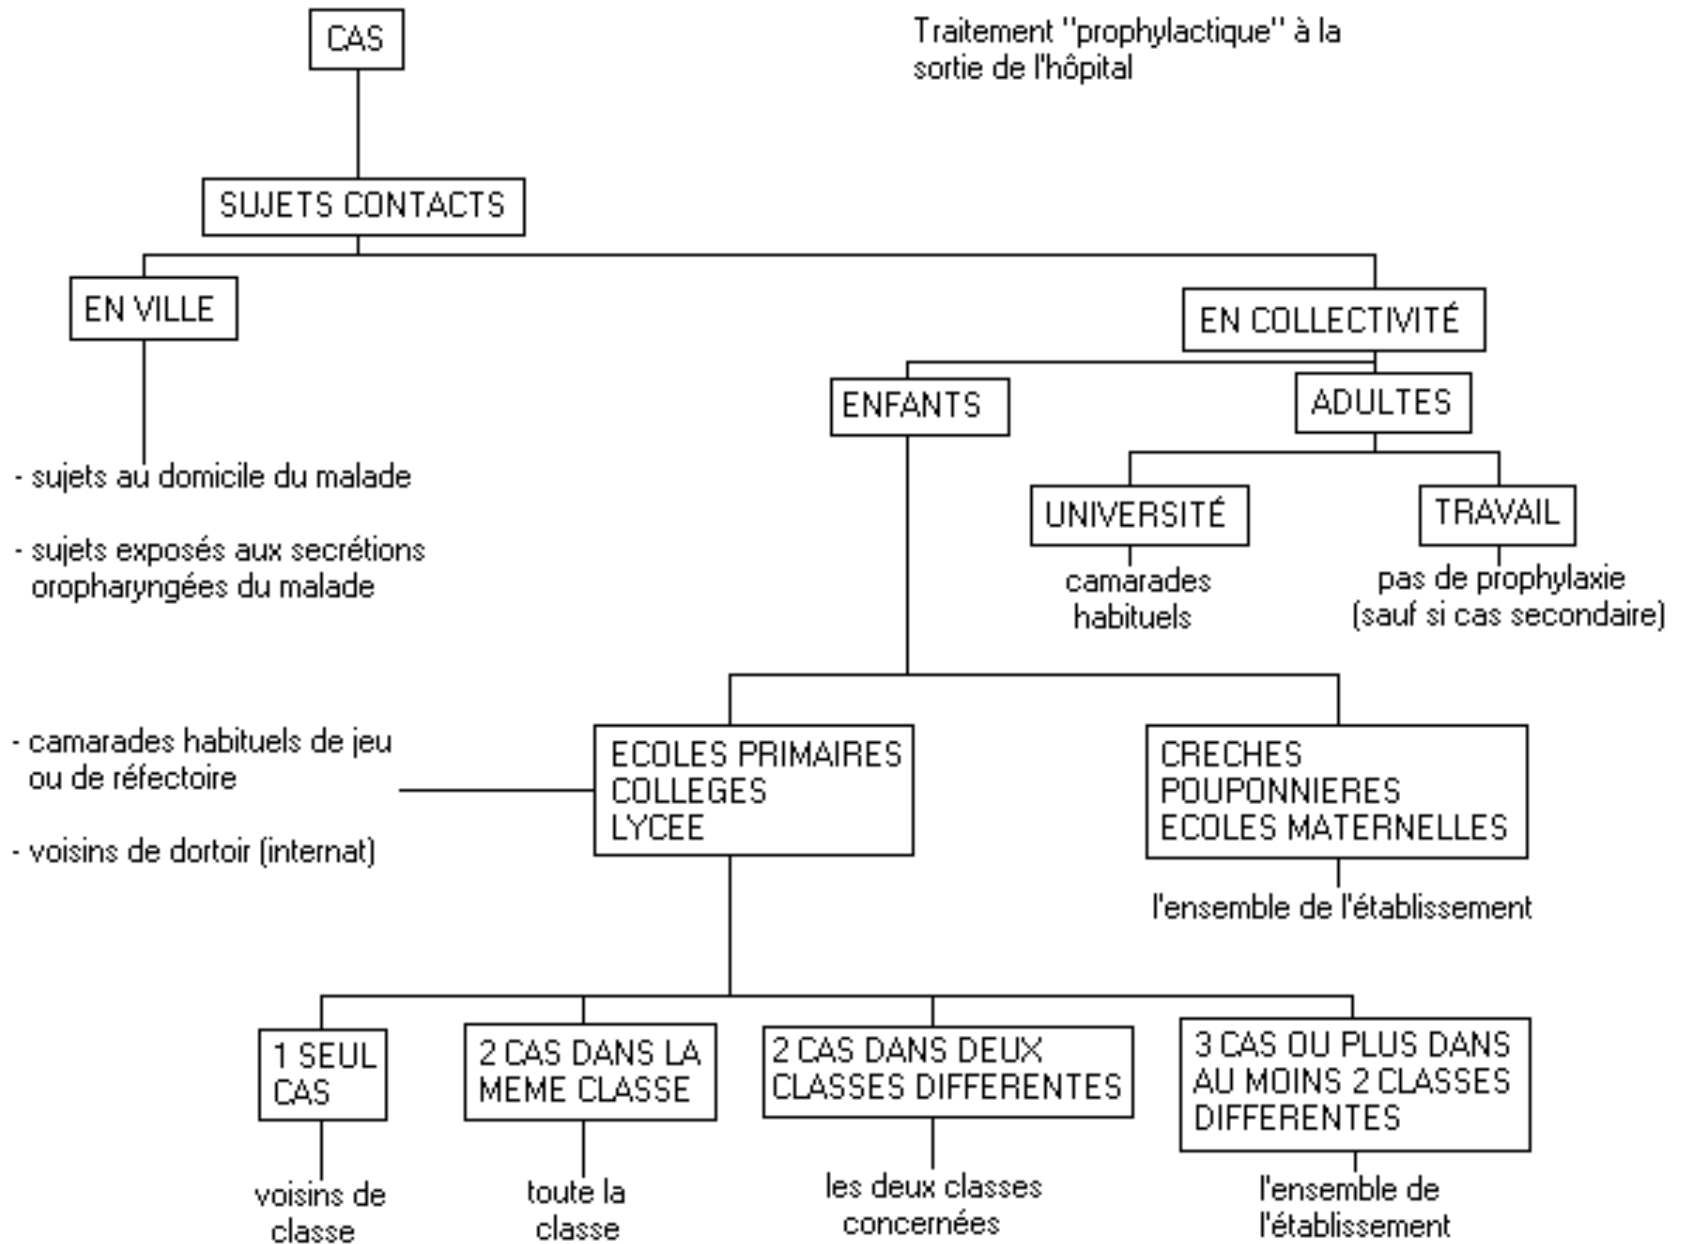 CAS
Traitement "prophylactique" à la
sortie de l'hôpital
SUJETS CONTACTS
EN VILLE
EN COLLECTIVITÉ
ENFANTS
ADULTES
- sujets au domicile du malade
- sujets exposés aux secrétions
oropharyngées du malade
UNIVERSITÉ
TRAVAIL
camarades
habituels
pas de prophylaxie
(sauf si cas secondaire)
- camarades habituels de jeu
ou de réfectoire
- voisins de dortoir (internat)
ECOLES PRIMAIRES
COLLEGES
LYCEE
CRECHES
POUPONNIERES
ECOLES MATERNELLES
l'ensemble de l'établissement
1 SEUL
CAS
2 CAS DANS LA
MEME CLASSE
2 CAS DANS DEUX
CLASSES DIFFERENTES
3 CAS OU PLUS DANS
AU MOINS 2 CLASSES
DIFFERENTES
voisins de
classe
toute la
classe
les deux classes
concernées
l'ensemble de
l'établissement